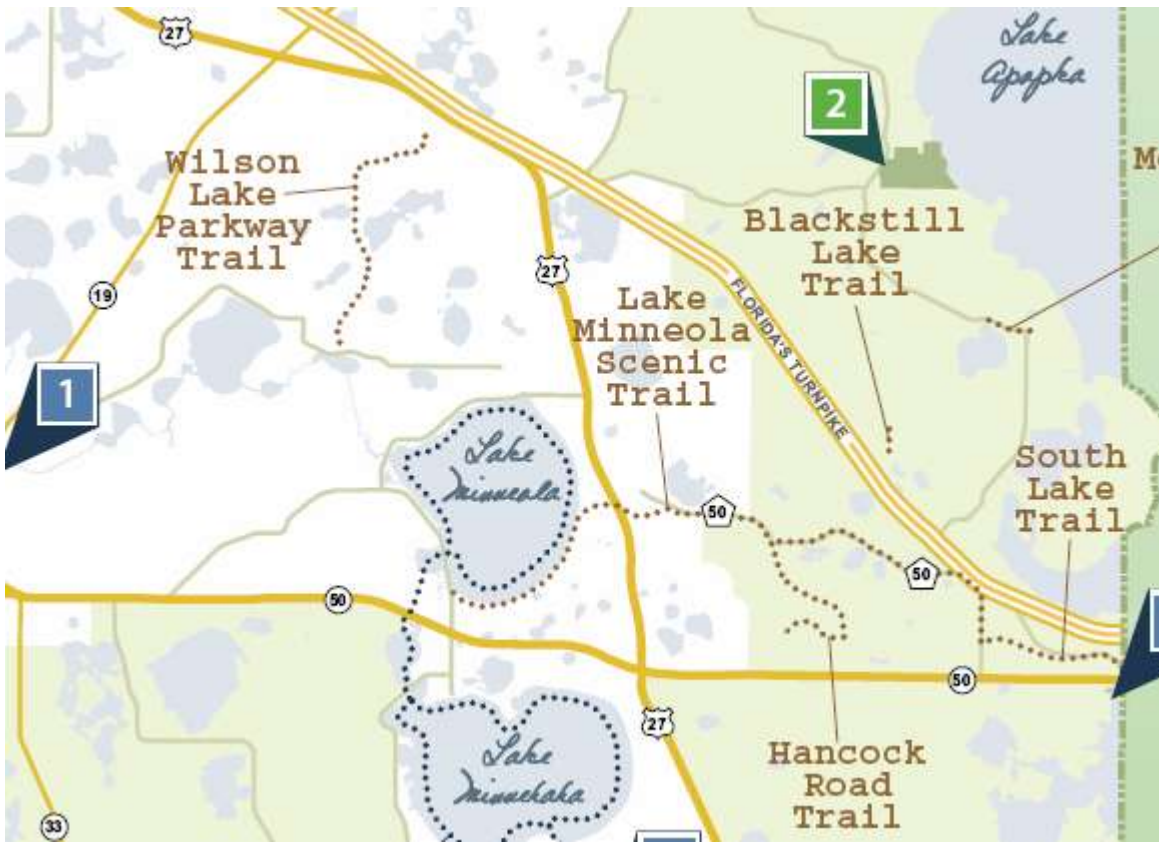 27
Lake
Apopka
2
Wilson
Lake
Parkway
Trail
Blackstill
Lake
Trail
27
19
Lake
Minneola
Scenic
Trail
FLORIDA'S TURNPIKE
1
Lake
Minneola
South
Lake
Trail
50
50
50
50
27
Lake
Minnehaha
Hancock
Road
Trail
33